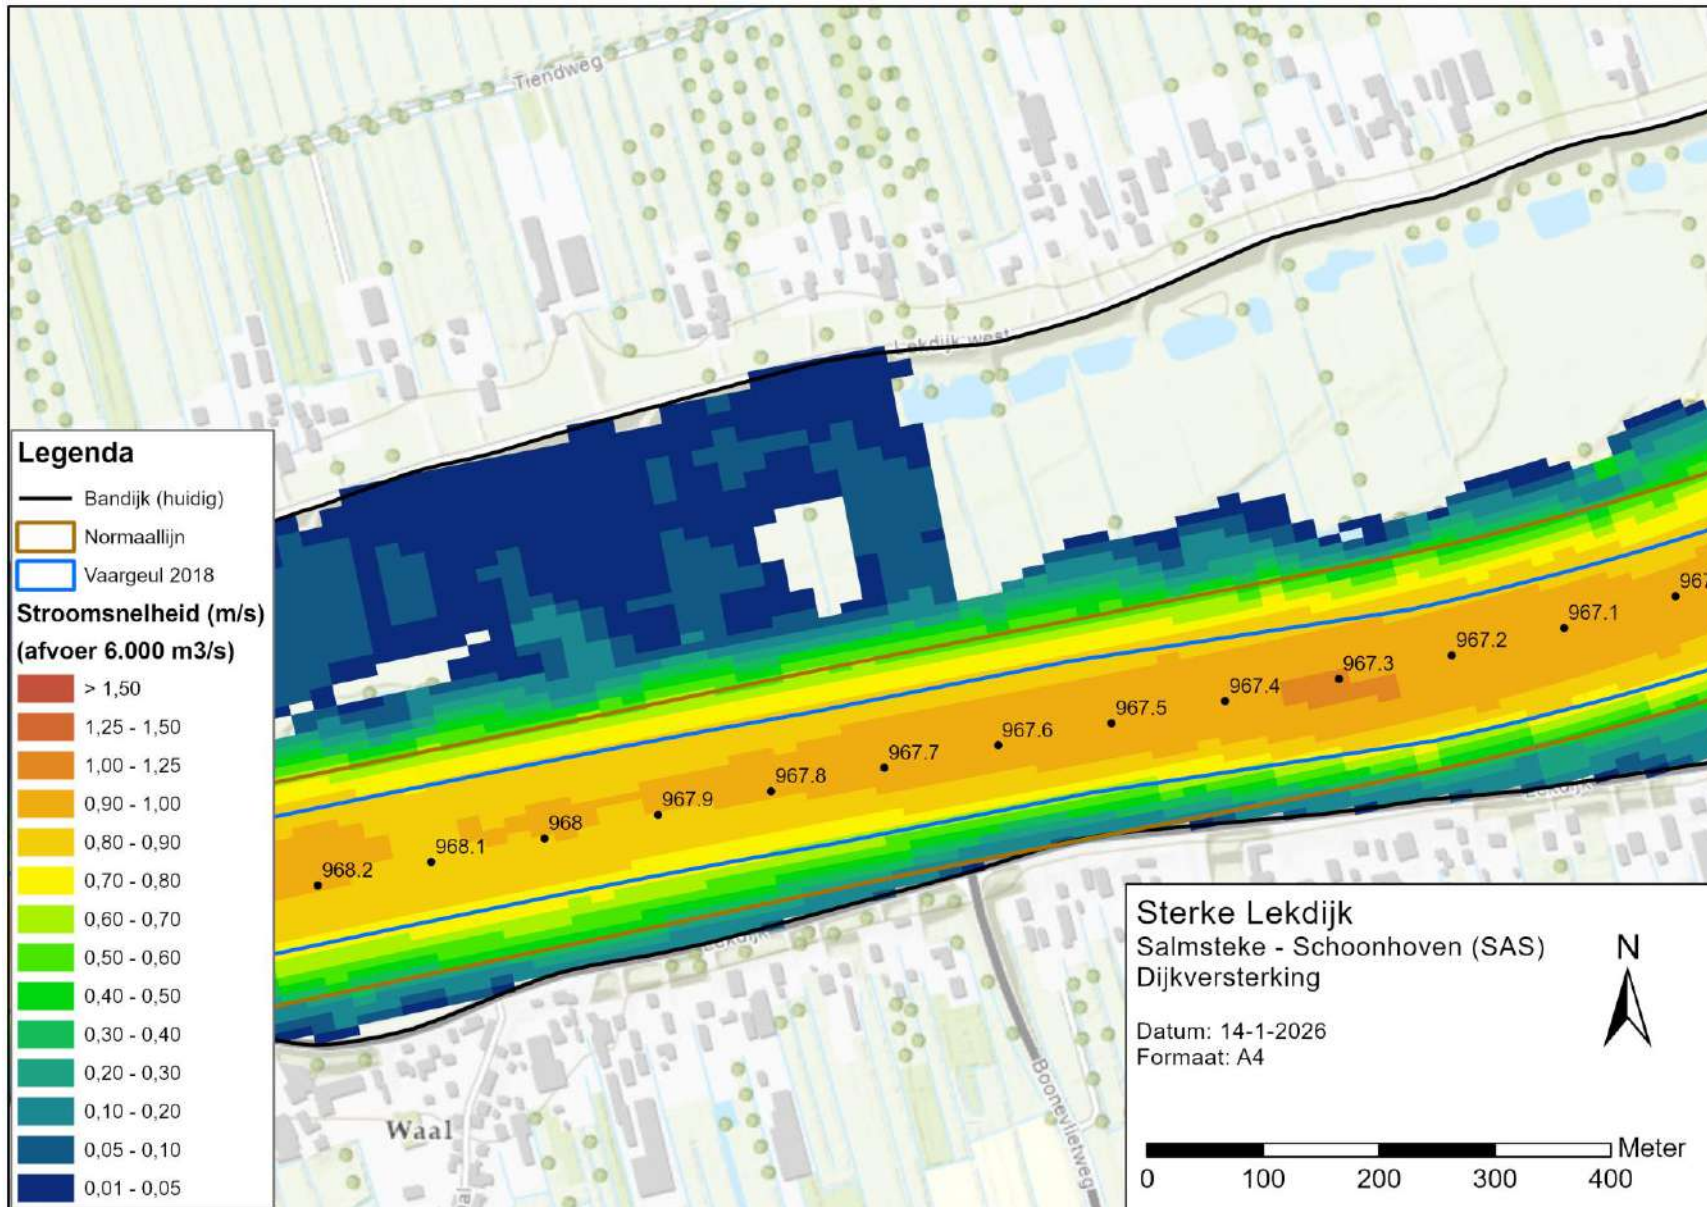 Tiendweg
Lekdijk west
Legenda
Bandijk (huidig)
Normaallijn
Vaargeul 2018
Stroomsnelheid (m/s)
(afvoer 6.000 m3/s)
> 1,50
1,25 - 1,50
1,00 - 1,25
0,90 - 1,00
0,80 - 0,90
0,70 - 0,80
0,60 - 0,70
0,50 - 0,60
0,40 - 0,50
0,30 - 0,40
0,20 - 0,30
0,10 - 0,20
0,05 - 0,10
0,01 - 0,05
967
967.1
967.2
967.3
967.4
967.5
967.6
967.7
967.8
967.9
968
968.1
968.2
Lekdijk
Lekdijk
Waal
Boonevlietweg
Sterke Lekdijk
Salmsteke - Schoonhoven (SAS)
Dijkversterking
Datum: 14-1-2026
Formaat: A4
N
Meter
0 100 200 300 400